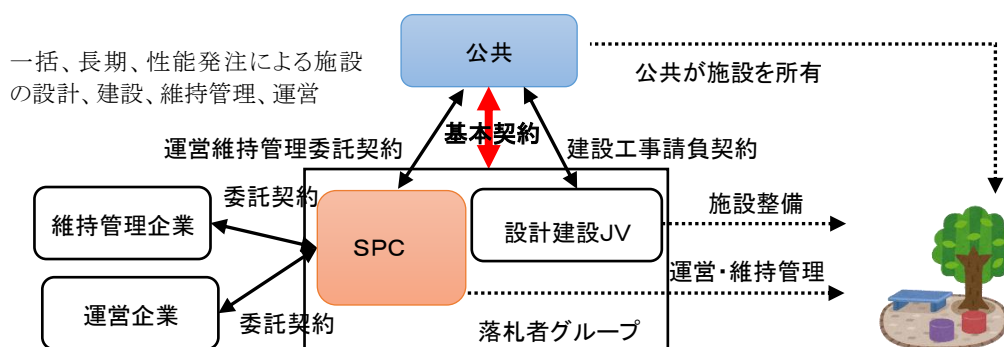 公共
一括、長期、性能発注による施設
の設計、建設、維持管理、運営
公共が施設を所有
基本契約
運営維持管理委託契約
建設工事請負契約
委託契約
維持管理企業
SPC
設計建設JV
施設整備
運営・維持管理
運営企業
委託契約
落札者グループ